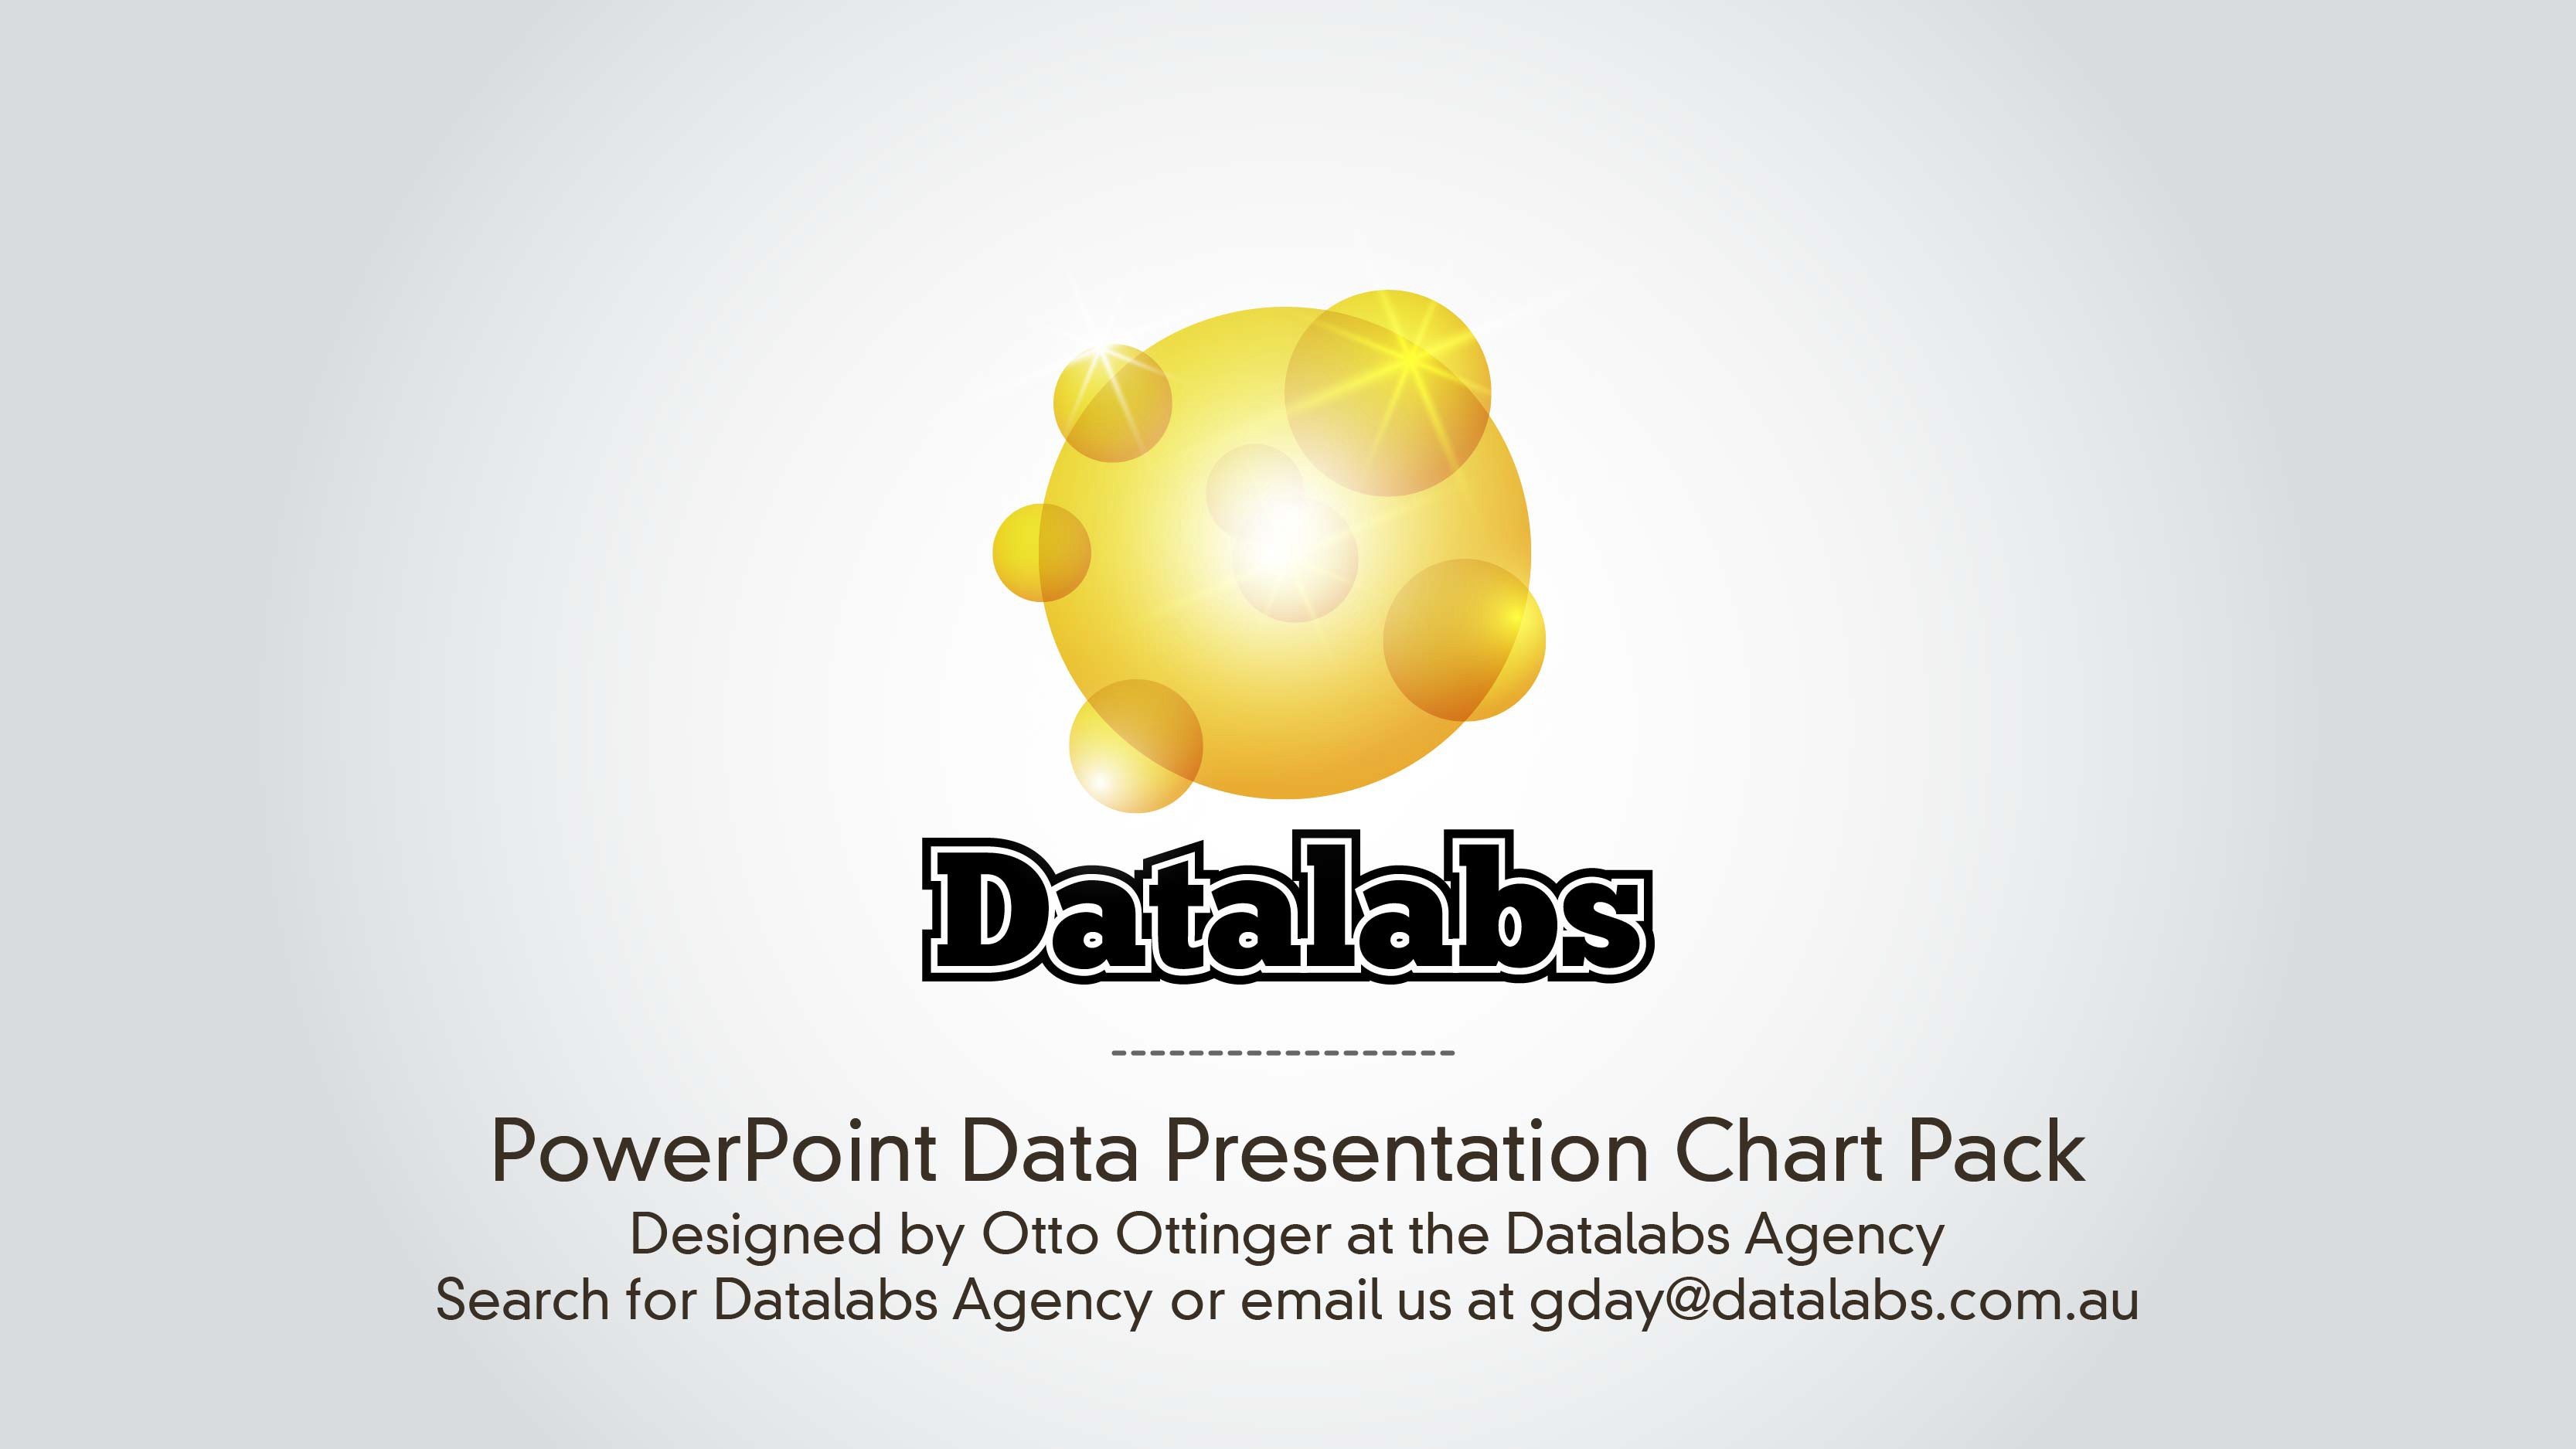 Datalabs
PowerPoint Data Presentation Chart Pack
Designed by Otto Ottinger at the Datalabs Agency
Search for Datalabs Agency or email us at gday@datalabs.com.au